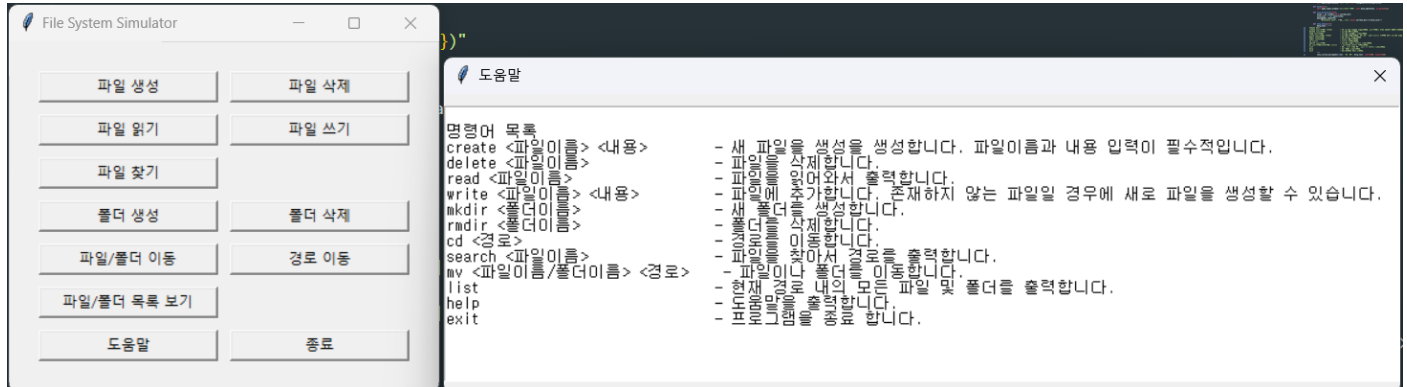 File System Simulator
파일 생성
파일 삭제
파일 읽기
파일 쓰기
파일 찾기
폴더 생성
폴더 삭제
파일/폴더 이동
경로 이동
파일/폴더 목록 보기
도움말
종료
})"
도움말
명령어 목록
create <파일이름> <내용> - 새 파일을 생성을 생성합니다. 파일이름과 내용 입력이 필수적입니다.
delete <파일이름> - 파일을 삭제합니다.
read <파일이름> - 파일을 읽어와서 출력합니다.
write <파일이름> <내용> - 파일에 추가합니다. 존재하지 않는 파일일 경우에 새로 파일을 생성할 수 있습니다.
mkdir <폴더이름> - 새 폴더를 생성합니다.
rmdir <폴더이름> - 폴더를 삭제합니다.
cd <경로> - 경로를 이동합니다.
search <파일이름> - 파일을 찾아서 경로를 출력합니다.
mv <파일이름/폴더이름> <경로> - 파일이나 폴더를 이동합니다.
list - 현재 경로 내의 모든 파일 및 폴더를 출력합니다.
help - 도움말을 출력합니다.
exit - 프로그램을 종료 합니다.